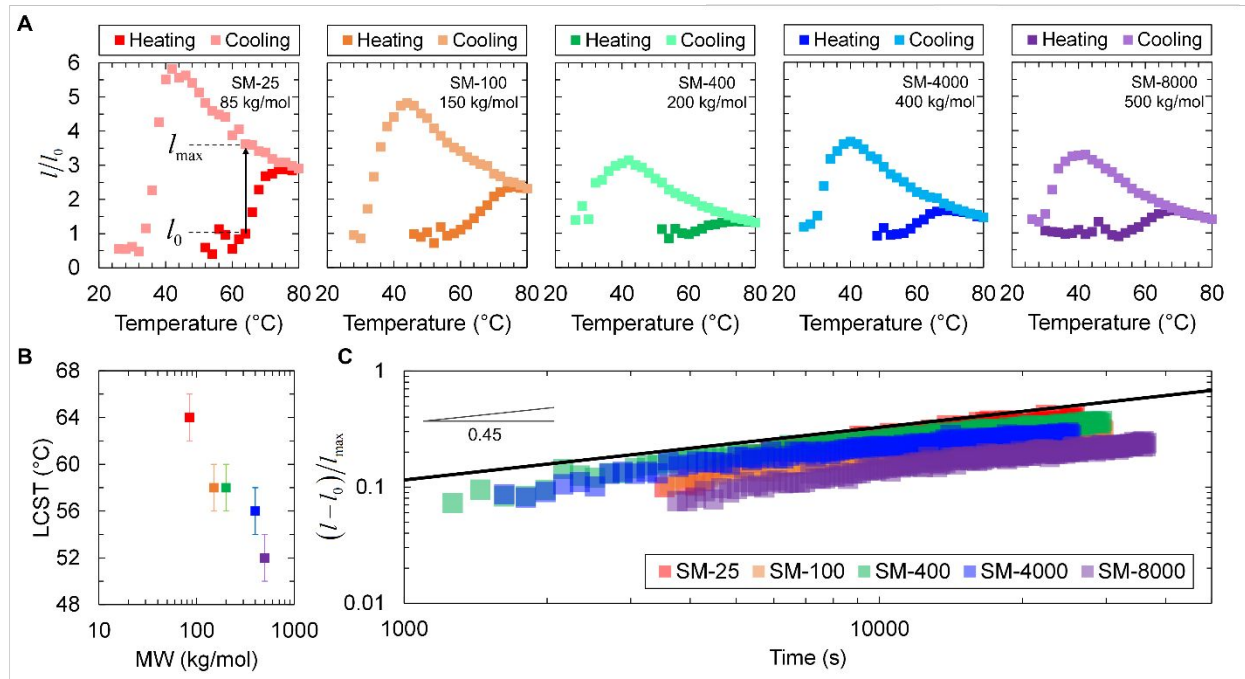 A
Heating Cooling
Heating Cooling
Heating Cooling
Heating Cooling
Heating Cooling
l/l0
6
5
4
3
2
1
0
SM-25
85 kg/mol
lmax
l0
SM-100
150 kg/mol
SM-400
200 kg/mol
SM-4000
400 kg/mol
SM-8000
500 kg/mol
20 40 60 80
20 40 60 80
20 40 60 80
20 40 60 80
20 40 60 80
Temperature (°C)
Temperature (°C)
Temperature (°C)
Temperature (°C)
Temperature (°C)
B
LCST (°C)
68
64
60
56
52
48
10 100 1000
MW (kg/mol)
C
(l − l0)/lmax
1
0.1
0.01
0.45
SM-25 SM-100 SM-400 SM-4000 SM-8000
1000 10000
Time (s)